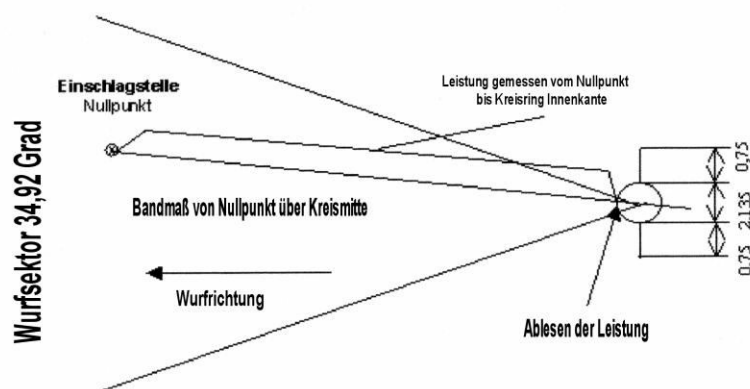 Wurfsektor 34,92 Grad
Einschlagstelle
Nullpunkt
Leistung gemessen vom Nullpunkt
bis Kreisring Innenkante
Bandmaß von Nullpunkt über Kreismitte
Wurfrichtung
Ablesen der Leistung
0,75
2,135
0,75